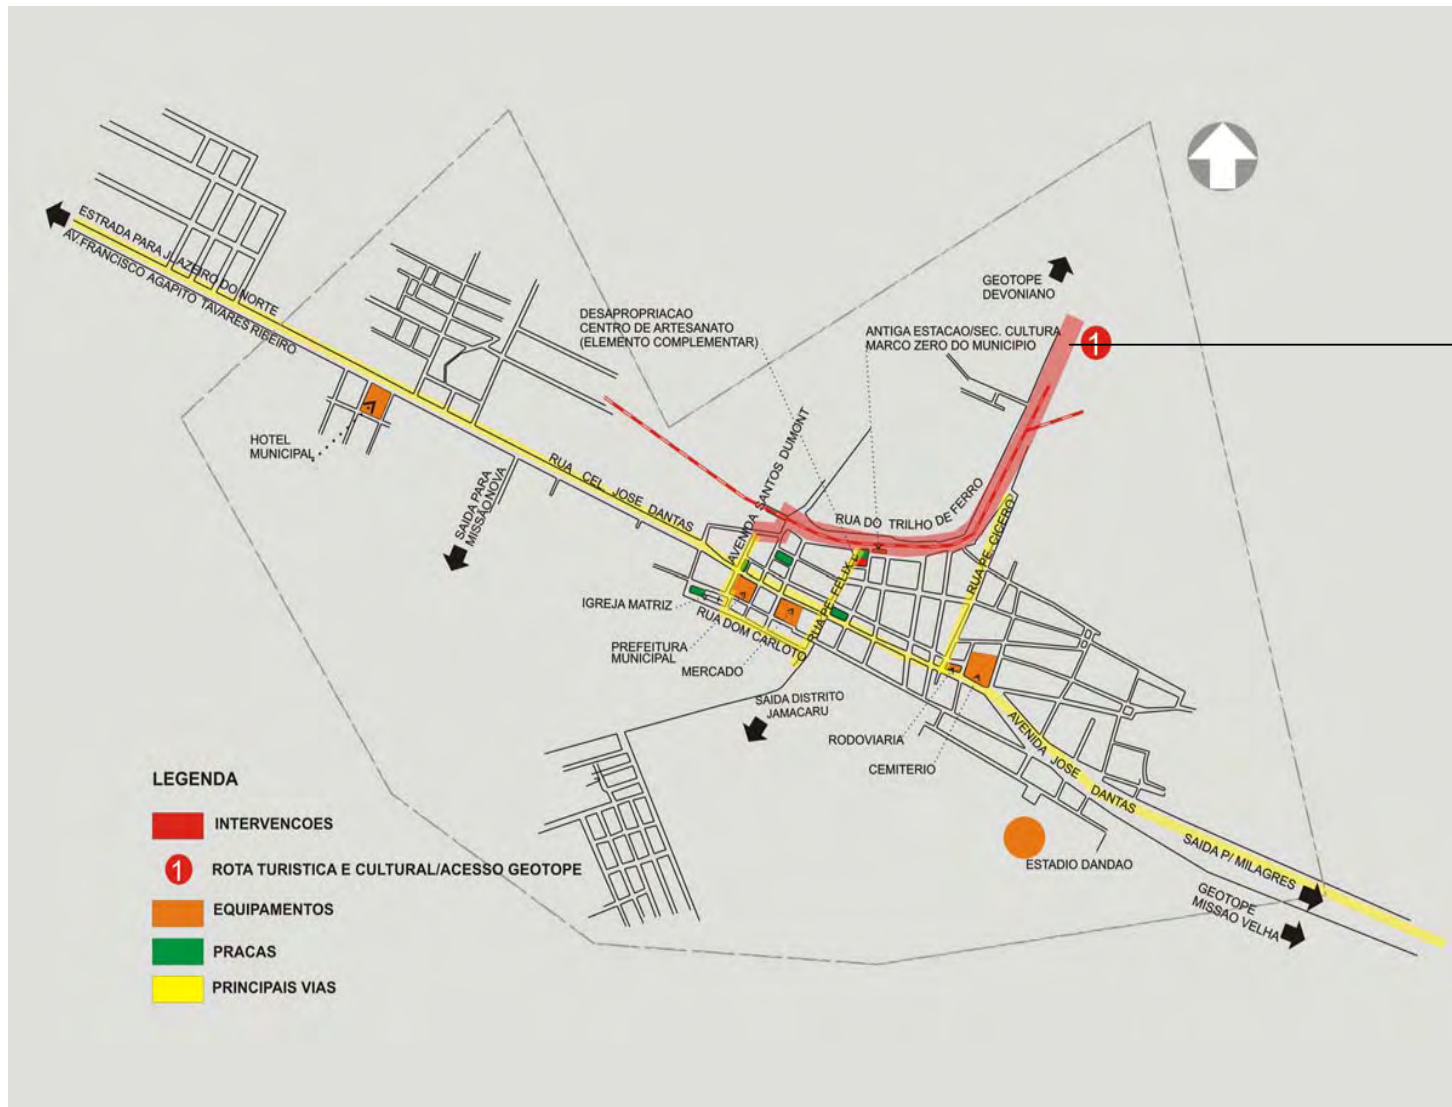 ESTRADA PARA JUAZEIRO DO NORTE
AV.FRANCISCO AGAPITO TAVARES RIBEIRO
GEOTOPE
DEVONIANO
DESAPROPRIACAO
CENTRO DE ARTESANATO
(ELEMENTO COMPLEMENTAR)
ANTIGA ESTACAO/SEC. CULTURA
MARCO ZERO DO MUNICIPIO
1
HOTEL
MUNICIPAL
SAIDA PARA
MISSAO NOVA
RUA CEL JOSE DANTAS
AVENIDA SANTOS DUMONT
RUA DO TRILHO DE FERRO
RUA PE. CICERO
RUA PE. FELIX
IGREJA MATRIZ
RUA DOM CARLOTO
PREFEITURA
MUNICIPAL
MERCADO
SAIDA DISTRITO
JAMACARU
RODOVIARIA
CEMITERIO
AVENIDA JOSE DANTAS
ESTADIO DANDAO
SAIDA P/ MILAGRES
GEOTOPE
MISSAO VELHA
LEGENDA
INTERVENCOES
1 ROTA TURISTICA E CULTURAL/ACESSO GEOTOPE
EQUIPAMENTOS
PRACAS
PRINCIPAIS VIAS